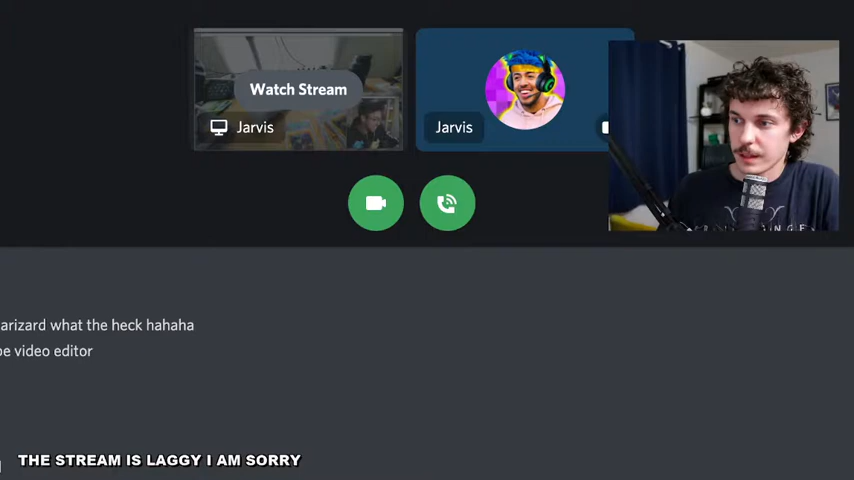 Watch Stream
Jarvis
Jarvis
arizard what the heck hahaha
video editor
THE STREAM IS LAGGY I AM SORRY